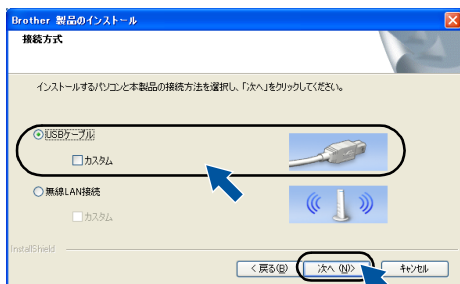 Brother 製品のインストール
接続方式
インストールするパソコンと本製品の接続方法を選択し、「次へ」をクリックしてください。
USBケーブル
カスタム
無線LAN接続
カスタム
InstallShield
< 戻る(B)
次へ (N)>
キャンセル